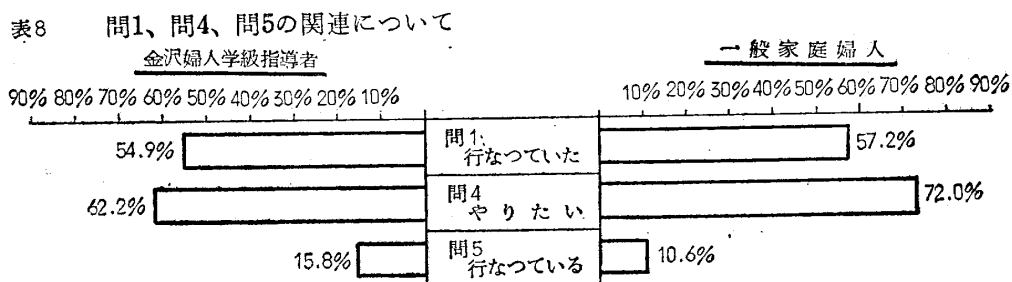 表8 問1、問4、問5の関連について
金沢婦人学級指導者 一般家庭婦人
90% 80% 70% 60% 50% 40% 30% 20% 10% 10% 20% 30% 40% 50% 60% 70% 80% 90%
54.9% 問1: 57.2%
行なつていた
62.2% 問4 72.0%
やりたい
15.8% 問5 10.6%
行なつている